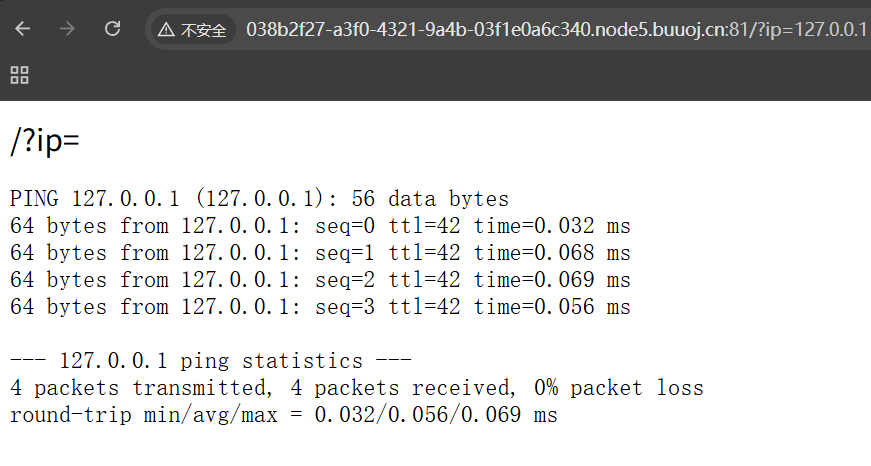 不安全 038b2f27-a3f0-4321-9a4b-03f1e0a6c340.node5.buuoj.cn:81/?ip=127.0.0.1
/?ip=
PING 127.0.0.1 (127.0.0.1): 56 data bytes
64 bytes from 127.0.0.1: seq=0 ttl=42 time=0.032 ms
64 bytes from 127.0.0.1: seq=1 ttl=42 time=0.068 ms
64 bytes from 127.0.0.1: seq=2 ttl=42 time=0.069 ms
64 bytes from 127.0.0.1: seq=3 ttl=42 time=0.056 ms
--- 127.0.0.1 ping statistics ---
4 packets transmitted, 4 packets received, 0% packet loss
round-trip min/avg/max = 0.032/0.056/0.069 ms